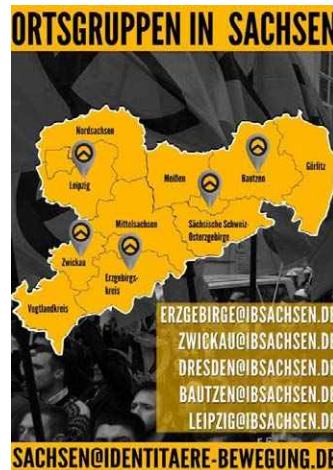 ORTSGRUPPEN IN SACHSEN
Nordsachsen
Leipzig
Meißen
Bautzen
Görlitz
Mittelsachsen
Sächsische Schweiz-
Osterzgebirge
Zwickau
Erzgebirgs-
kreis
Vogtlandkreis
ERZGEBIRGE@IBSACHSEN.DE
ZWICKAU@IBSACHSEN.DE
DRESDEN@IBSACHSEN.DE
BAUTZEN@IBSACHSEN.DE
LEIPZIG@IBSACHSEN.DE
SACHSEN@IDENTITAERE-BEWEGUNG.DE